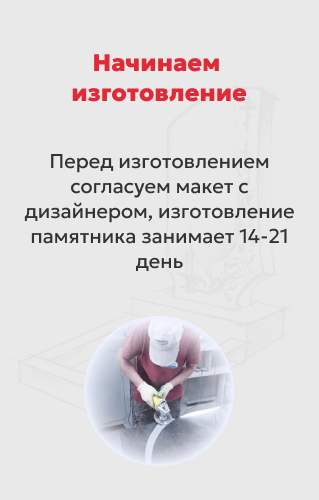 Начинаем
изготовление
Перед изготовлением
согласуем макет с
дизайнером, изготовление
памятника занимает 14-21
день